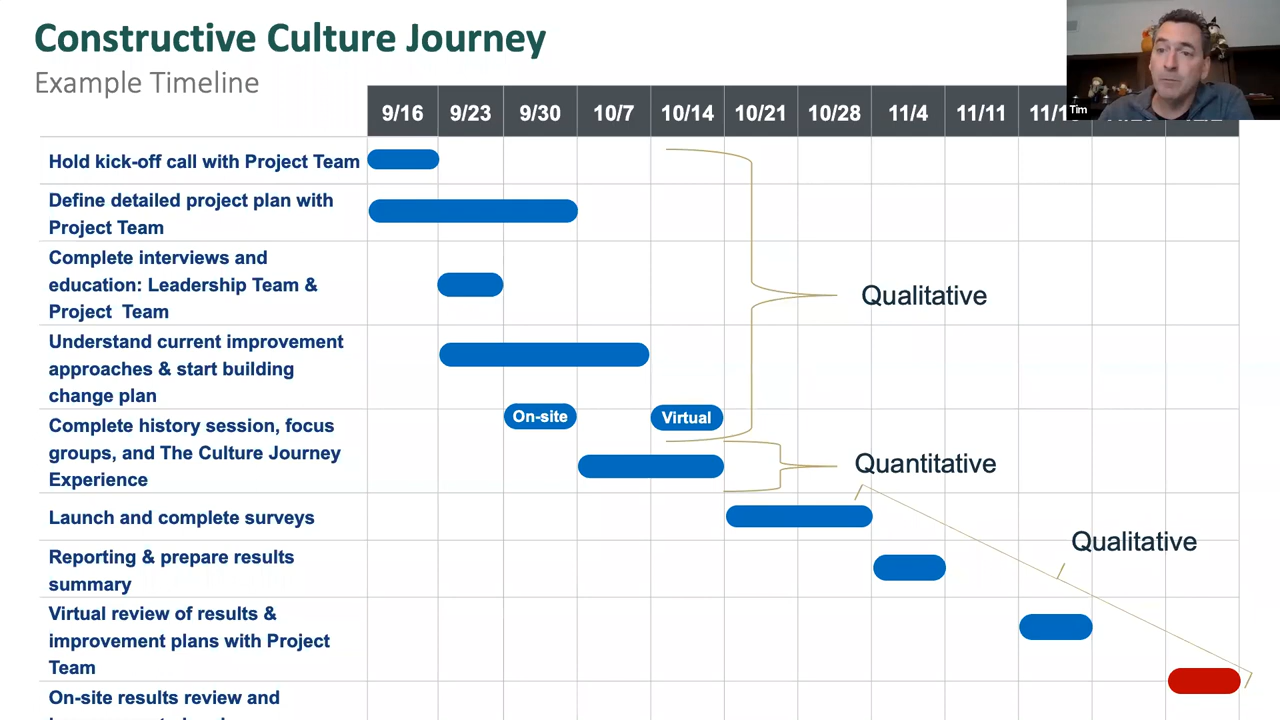 Constructive Culture Journey
Example Timeline
9/16 9/23 9/30 10/7 10/14 10/21 10/28 11/4 11/11
Tim
Hold kick-off call with Project Team
Define detailed project plan with
Project Team
Complete interviews and
education: Leadership Team &
Project Team
Qualitative
Understand current improvement
approaches & start building
change plan
On-site Virtual
Complete history session, focus
groups, and The Culture Journey
Experience
Quantitative
Launch and complete surveys
Qualitative
Reporting & prepare results
summary
Virtual review of results &
improvement plans with Project
Team
On-site results review and